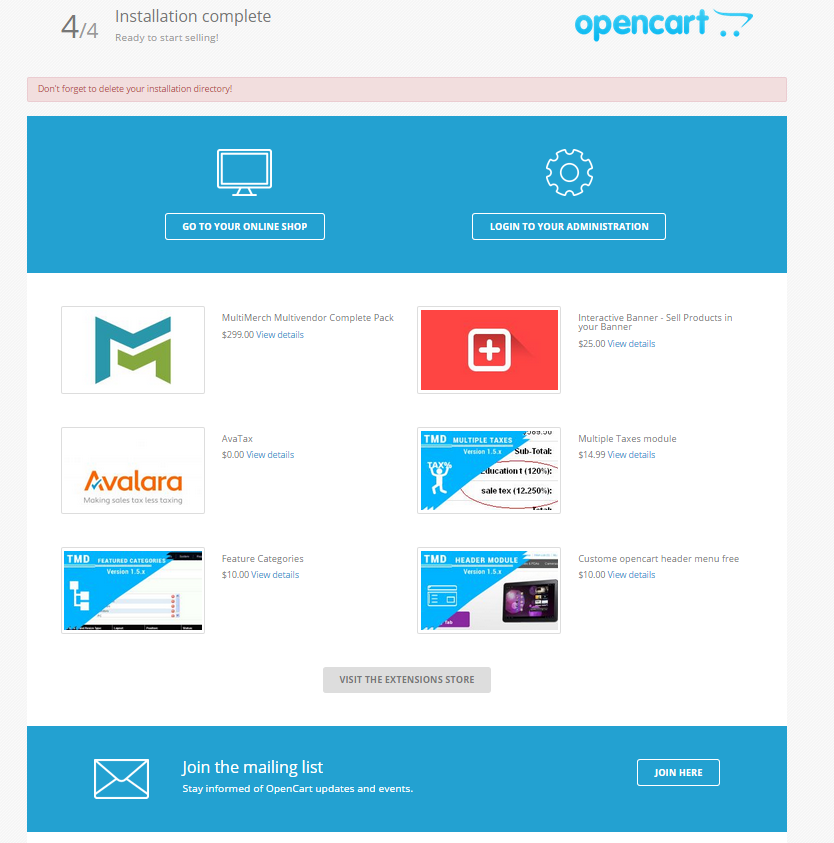 4/4
Installation complete
Ready to start selling!
opencart
Don't forget to delete your installation directory!
GO TO YOUR ONLINE SHOP
LOGIN TO YOUR ADMINISTRATION
MultiMerch Multivendor Complete Pack
$299.00 View details
Interactive Banner - Sell Products in
your Banner
$25.00 View details
Avalara
Making sales tax less taxing
AvaTax
$0.00 View details
TMD MULTIPLE TAXES
Version 1.5.x
TAX%
Sub-Total:
ducation t (120%):
sale tex (12.250%):
Total:
Multiple Taxes module
$14.99 View details
TMD FEATURED CATEGORIES
Version 1.5.x
Feature Categories
$10.00 View details
TMD HEADER MODULE
Version 1.5.x
Tab
Custome opencart header menu free
$10.00 View details
VISIT THE EXTENSIONS STORE
Join the mailing list
Stay informed of OpenCart updates and events.
JOIN HERE